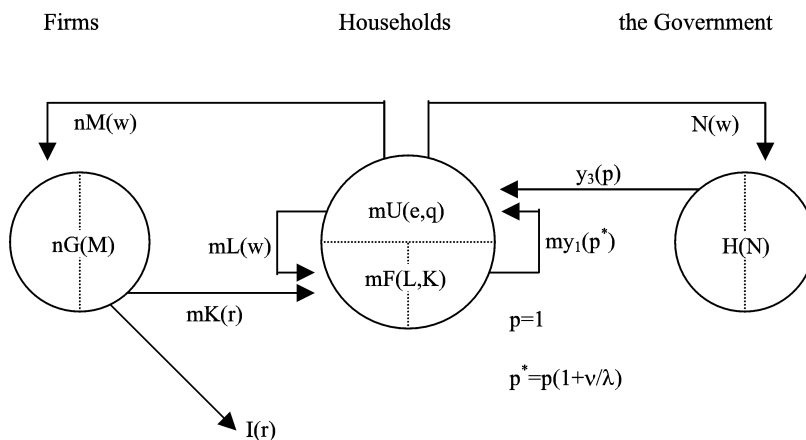 Firms Households the Government
nM(w) N(w)
y₃(p)
nG(M) mL(w) mU(e,q) my₁(p*) H(N)
mF(L,K)
mK(r)
p=1
p*=p(1+ν/λ)
I(r)